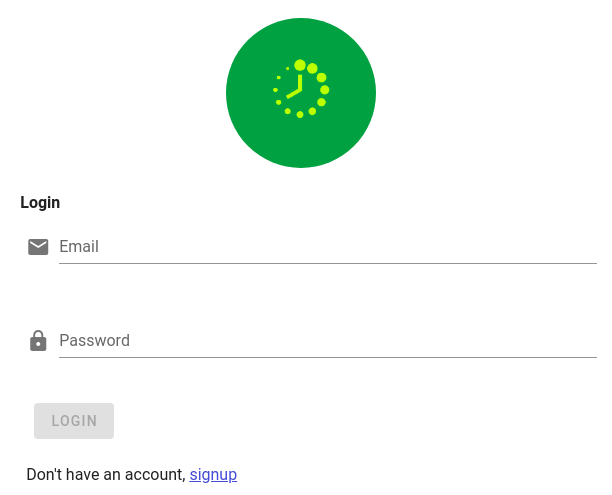 Login
Email
Password
LOGIN
Don't have an account, signup